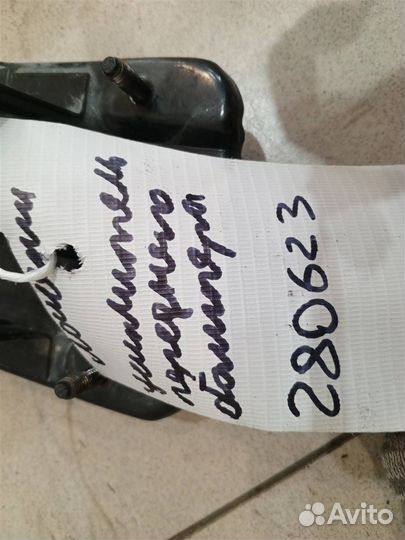 усилитель
переднего
бампера
280623
Avito